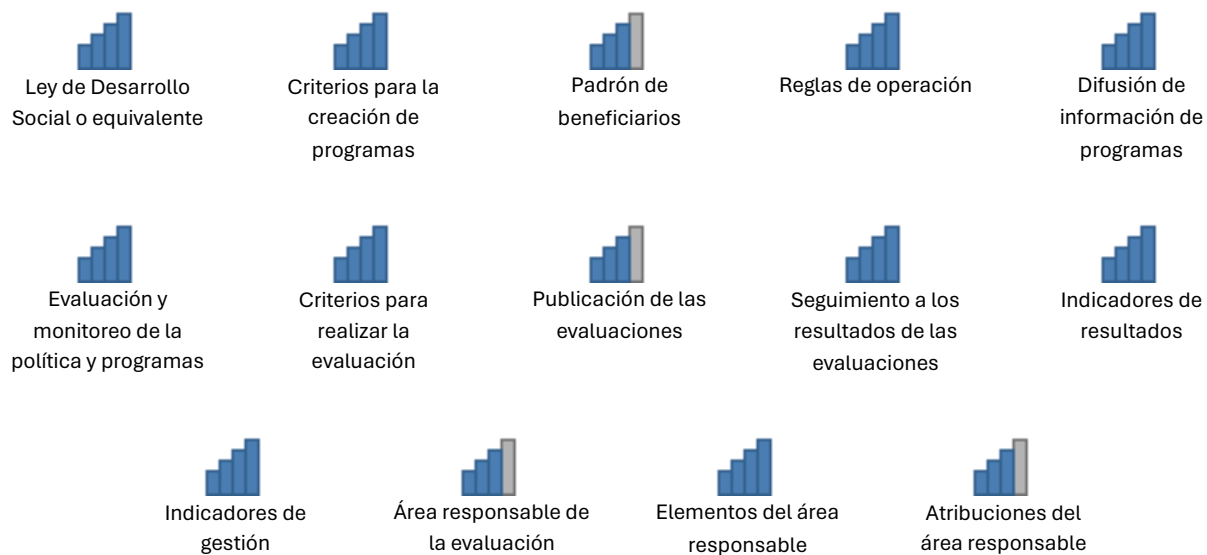 Ley de Desarrollo
Social o equivalente
Criterios para la
creación de
programas
Padrón de
beneficiarios
Reglas de operación
Difusión de
información de
programas
Evaluación y
monitoreo de la
política y programas
Criterios para
realizar la
evaluación
Publicación de las
evaluaciones
Seguimiento a los
resultados de las
evaluaciones
Indicadores de
resultados
Indicadores de
gestión
Área responsable de
la evaluación
Elementos del área
responsable
Atribuciones del
área responsable